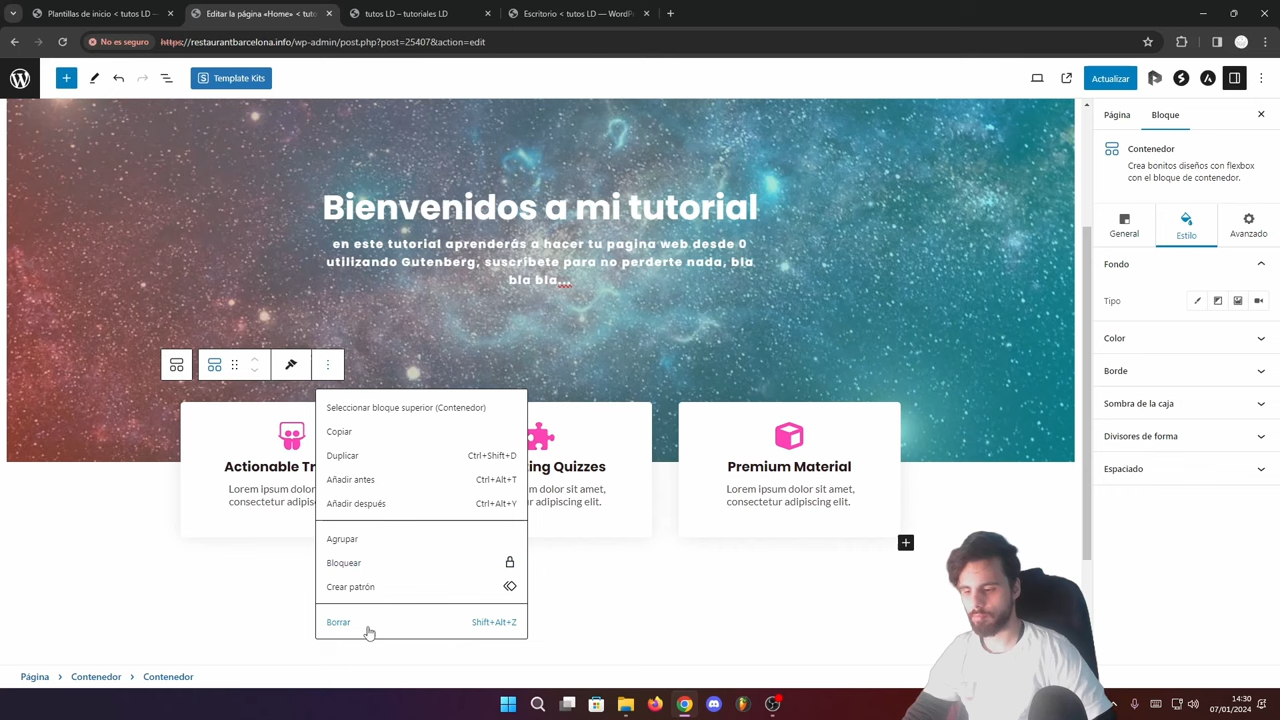 Plantillas de inicio < tutos LD —
Editar la página «Home» < tuto
tutos LD – tutoriales LD
Escritorio < tutos LD — WordPr
No es seguro
https://restaurantbarcelona.info/wp-admin/post.php?post=25407&action=edit
Template Kits
Actualizar
Página
Bloque
Contenedor
Crea bonitos diseños con flexbox
con el bloque de contenedor.
General
Estilo
Avanzado
Fondo
Tipo
Color
Borde
Sombra de la caja
Divisores de forma
Espaciado
Bienvenidos a mi tutorial
en este tutorial aprenderás a hacer tu pagina web desde 0
utilizando Gutenberg, suscríbete para no perderte nada, bla
bla bla...
Seleccionar bloque superior (Contenedor)
Copiar
Duplicar Ctrl+Shift+D
Añadir antes Ctrl+Alt+T
Añadir después Ctrl+Alt+Y
Agrupar
Bloquear
Crear patrón
Borrar Shift+Alt+Z
Actionable Tr
Lorem ipsum dolor
consectetur adipis
ing Quizzes
m dolor sit amet,
r adipiscing elit.
Premium Material
Lorem ipsum dolor sit amet,
consectetur adipiscing elit.
Página > Contenedor > Contenedor
14:30
07/01/2024